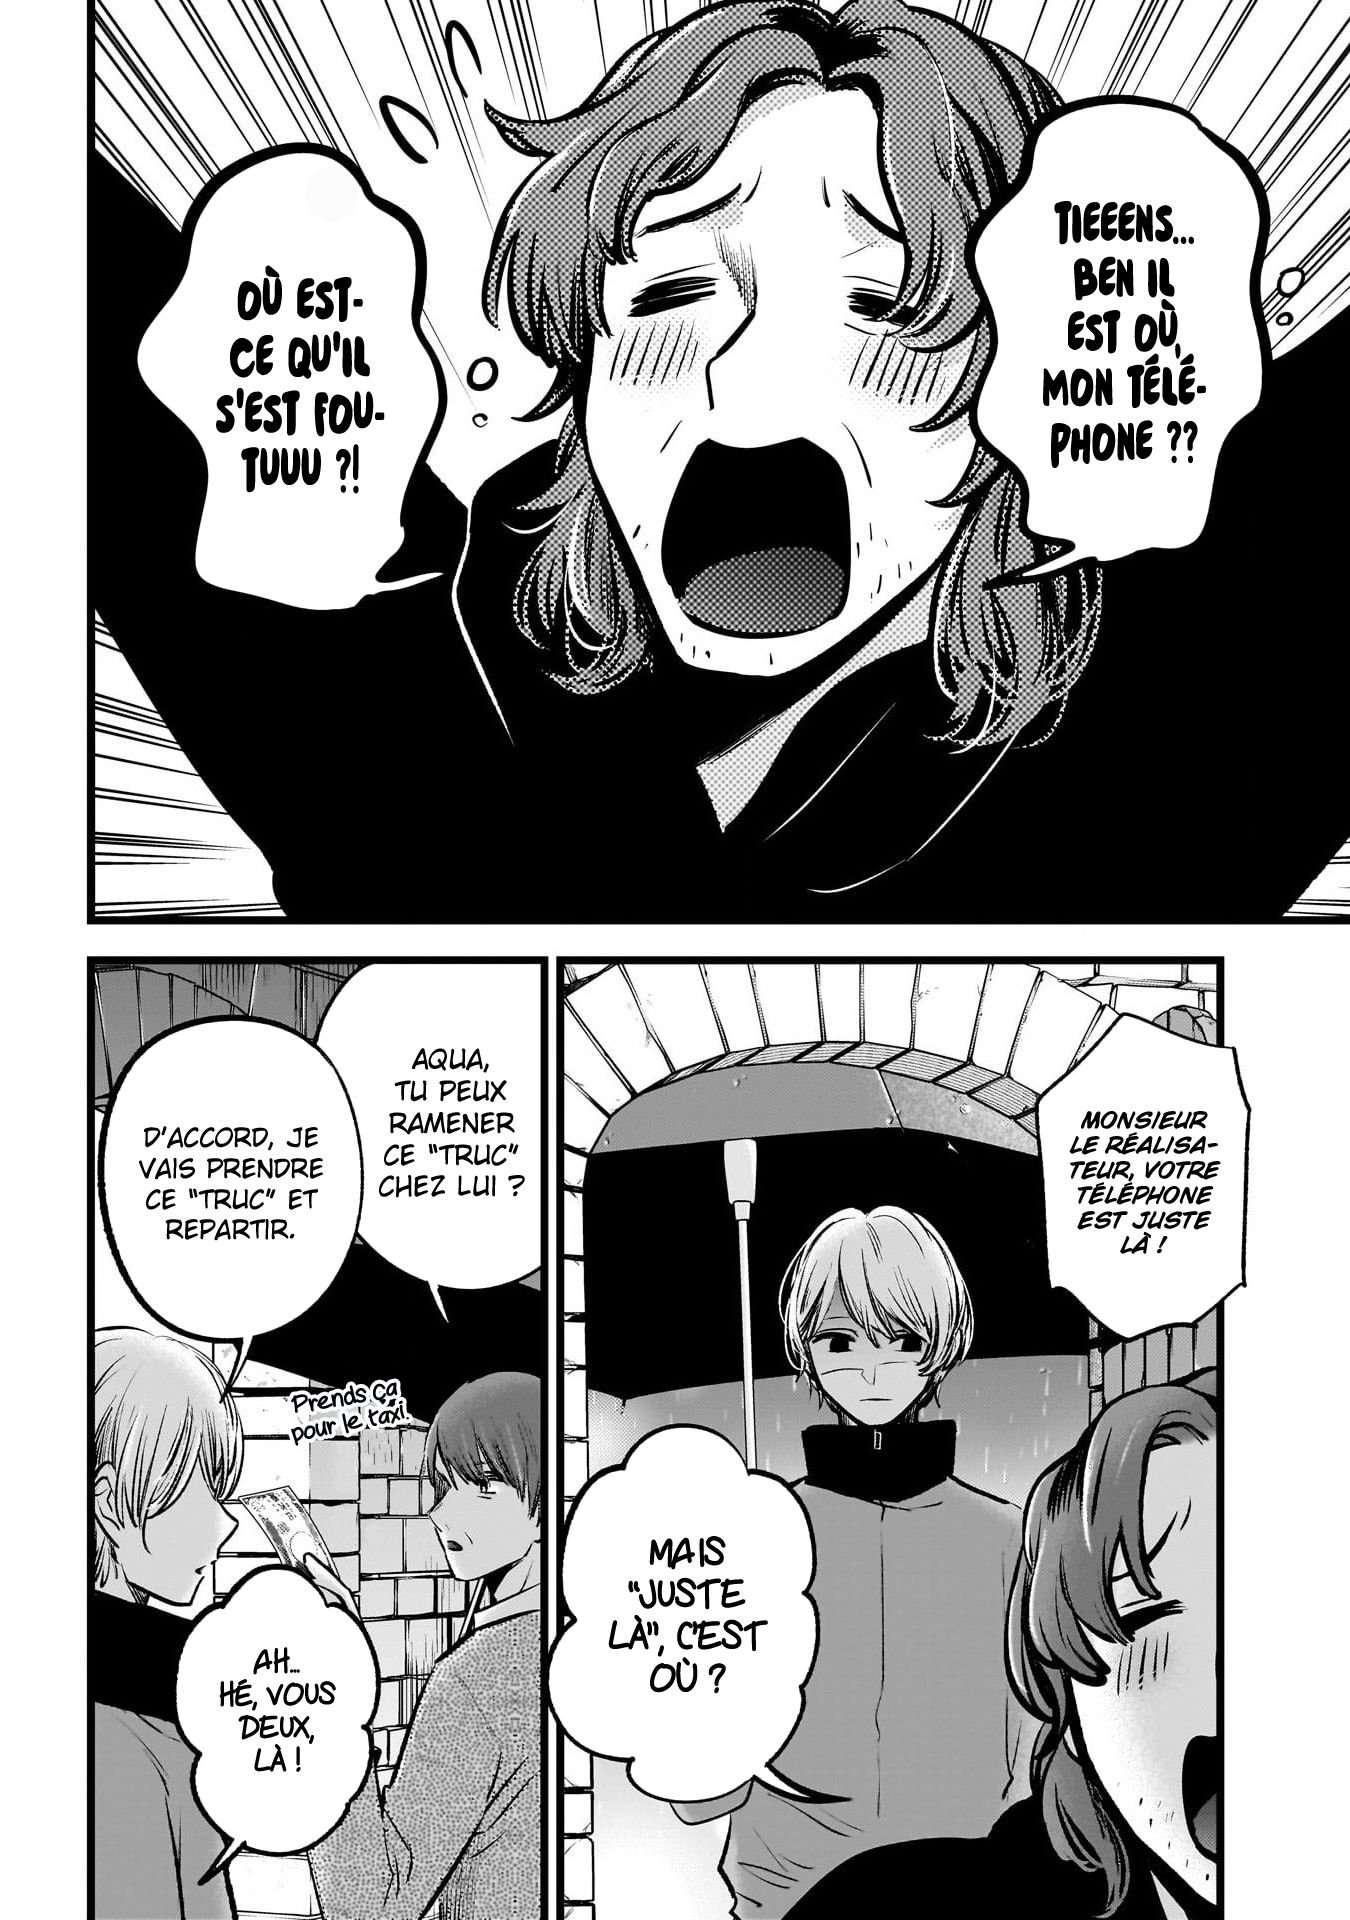 TIEEENS...
BEN IL
EST OÙ,
MON TÉLÉ-
PHONE ??
OÙ EST-
CE QU'IL
S'EST FOU-
TUUU ?!
MONSIEUR
LE RÉALISA-
TEUR, VOTRE
TÉLÉPHONE
EST JUSTE
LÀ !
MAIS
"JUSTE
LÀ", C'EST
OÙ ?
AQUA,
TU PEUX
RAMENER
CE "TRUC"
CHEZ LUI ?
D'ACCORD, JE
VAIS PRENDRE
CE "TRUC" ET
REPARTIR.
Prends ça
pour le taxi.
AH...
HÉ, VOUS
DEUX,
LÀ !